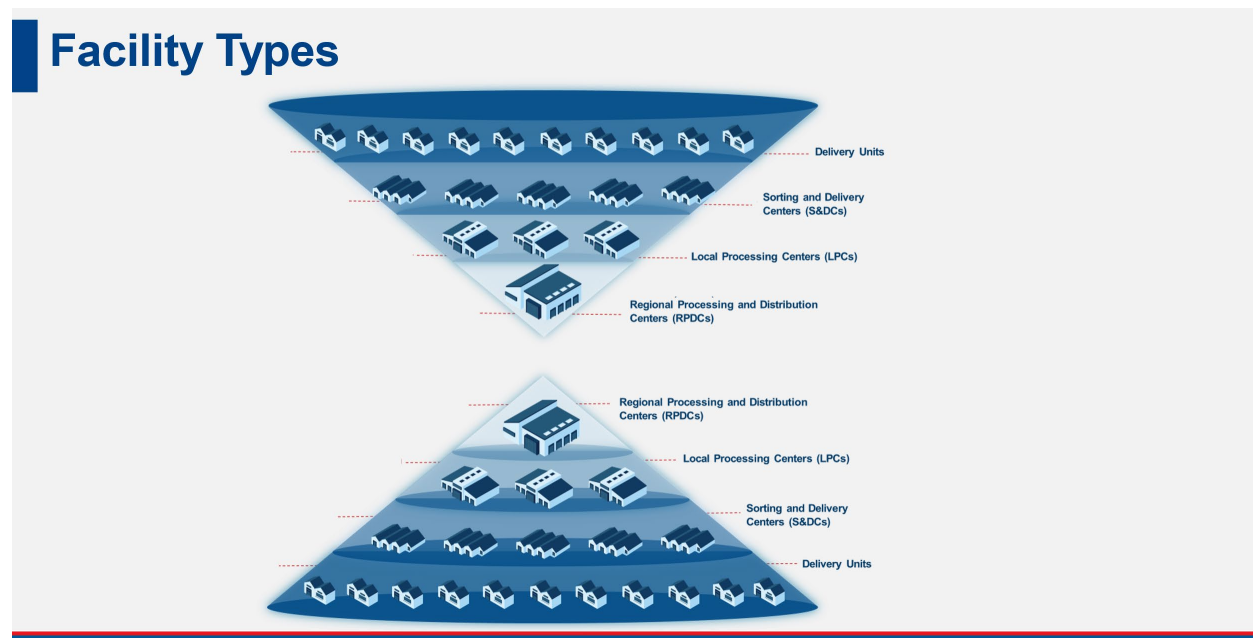 Facility Types
Delivery Units
Sorting and Delivery
Centers (S&DCs)
Local Processing Centers (LPCs)
Regional Processing and Distribution
Centers (RPDCs)
Regional Processing and Distribution
Centers (RPDCs)
Local Processing Centers (LPCs)
Sorting and Delivery
Centers (S&DCs)
Delivery Units